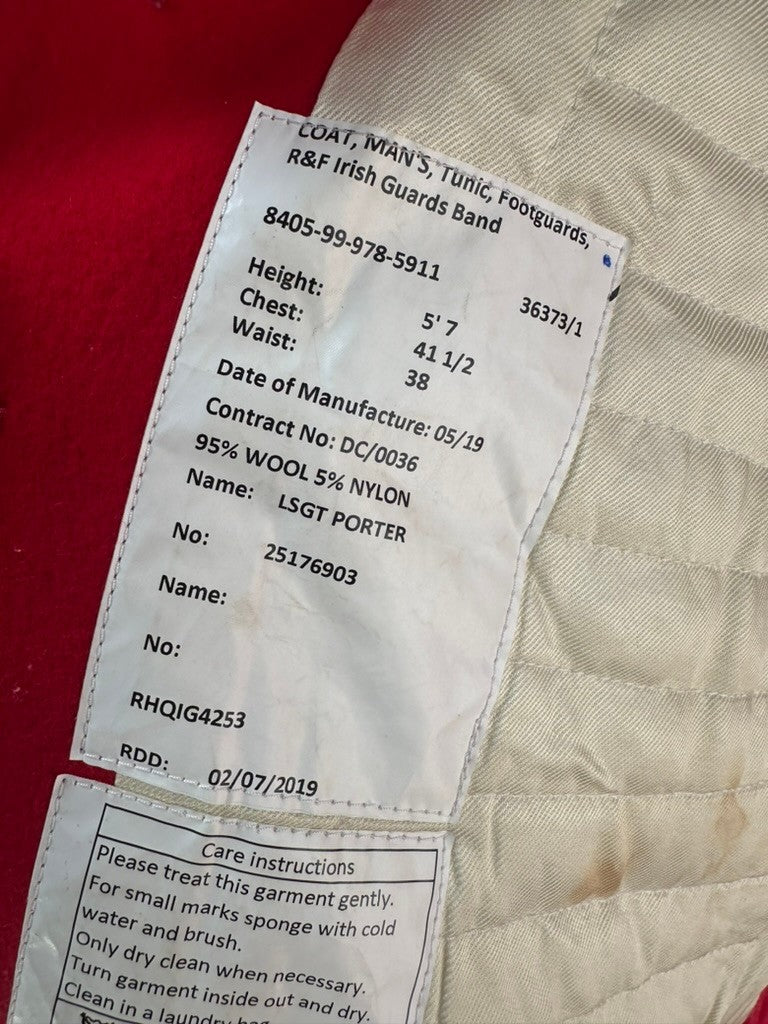 COAT, MAN'S, Tunic, Footguards,
R&F Irish Guards Band
8405-99-978-5911
36373/1
Height: 5' 7
Chest: 41 1/2
Waist: 38
Date of Manufacture: 05/19
Contract No: DC/0036
95% WOOL 5% NYLON
Name: LSGT PORTER
No: 25176903
Name:
No:
RHQIG4253
RDD: 02/07/2019
Care instructions
Please treat this garment gently.
For small marks sponge with cold
water and brush.
Only dry clean when necessary.
Turn garment inside out and dry.
Clean in a laundry bag